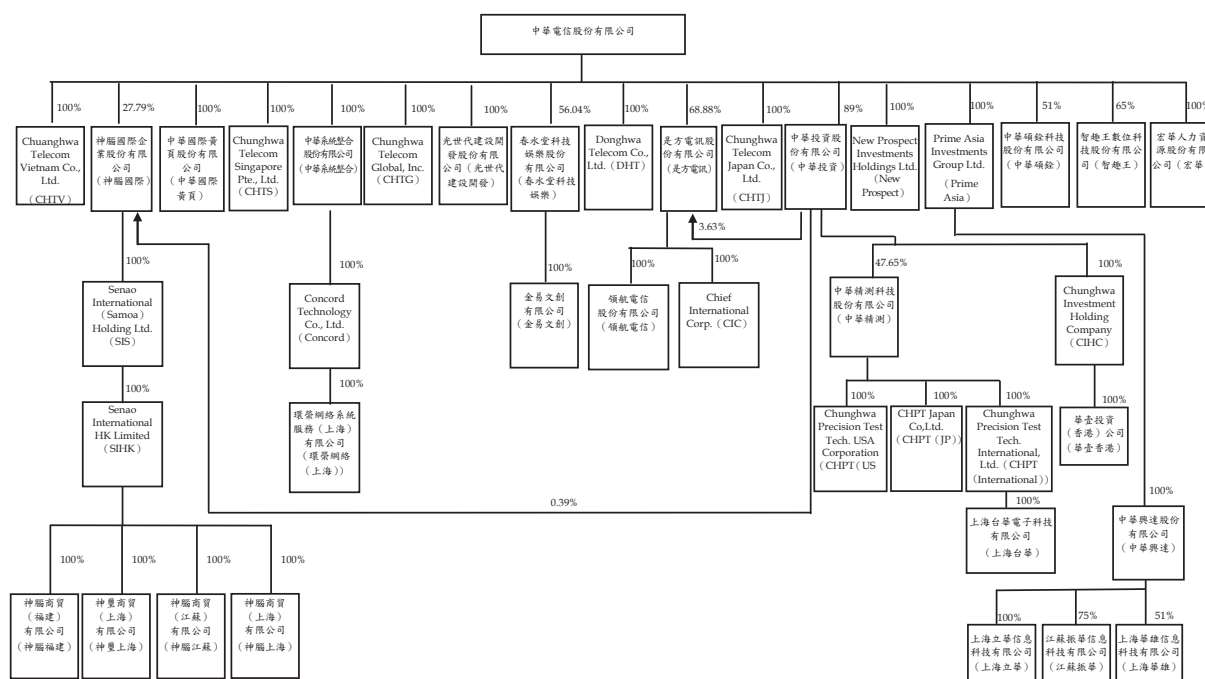 中華電信股份有限公司
100%
27.79%
100%
100%
100%
100%
100%
56.04%
100%
68.88%
100%
89%
100%
100%
51%
65%
100%
Chuanghwa
Telecom
Vietnam Co.,
Ltd.
(CHTV)
神腦國際企
業股份有限
公司
(神腦國際)
中華國際黃
頁股份有限
公司
(中華國際
黃頁)
Chunghwa
Telecom
Singapore
Pte., Ltd.
(CHTS)
中華系統整合
股份有限公司
(中華系統整合)
Chunghwa
Telecom
Global, Inc.
(CHTG)
光世代建設開
發股份有限
公司(光世代
建設開發)
春水堂科技
娛樂股份
有限公司
(春水堂科技
娛樂)
Donghwa
Telecom Co.,
Ltd. (DHT)
是方電訊股
份有限公司
(是方電訊)
Chunghwa
Telecom
Japan Co.,
Ltd.
(CHTJ)
中華投資股
份有限公司
(中華投資)
New Prospect
Investments
Holdings Ltd.
(New
Prospect)
Prime Asia
Investments
Group Ltd.
(Prime
Asia)
中華碩銓科技
股份有限公司
(中華碩銓)
智趣王數位科
技股份有限公
司(智趣王)
宏華人力資
源股份有限
公司(宏華
3.63%
100%
100%
100%
100%
100%
47.65%
100%
Senao
International
(Samoa)
Holding Ltd.
(SIS)
Concord
Technology
Co., Ltd.
(Concord)
金易文創
有限公司
(金易文創)
領航電信
股份有限公司
(領航電信)
Chief
International
Corp. (CIC)
中華精測科技
股份有限公司
(中華精測)
Chunghwa
Investment
Holding
Company
(CIHC)
100%
100%
100%
100%
100%
100%
Senao
International
HK Limited
(SIHK)
環榮網絡系統
服務(上海)
有限公司
(環榮網絡
(上海))
Chunghwa
Precision Test
Tech. USA
Corporation
(CHPT(US
CHPT Japan
Co,Ltd.
(CHPT (JP))
Chunghwa
Precision Test
Tech.
International,
Ltd. (CHPT
(International))
華壹投資
(香港)公司
(華壹香港)
0.39%
100%
100%
上海台華電子科技
有限公司
(上海台華)
中華興達股份
有限公司
(中華興達)
100%
100%
100%
100%
神腦商貿
(福建)
有限公司
(神腦福建)
神璽商貿
(上海)
有限公司
(神璽上海)
神腦商貿
(江蘇)
有限公司
(神腦江蘇)
神腦商貿
(上海)
有限公司
(神腦上海)
100%
75%
51%
上海立華信息
科技有限公司
(上海立華)
江蘇振華信息
科技有限公司
(江蘇振華)
上海華雄信息
科技有限公司
(上海華雄)